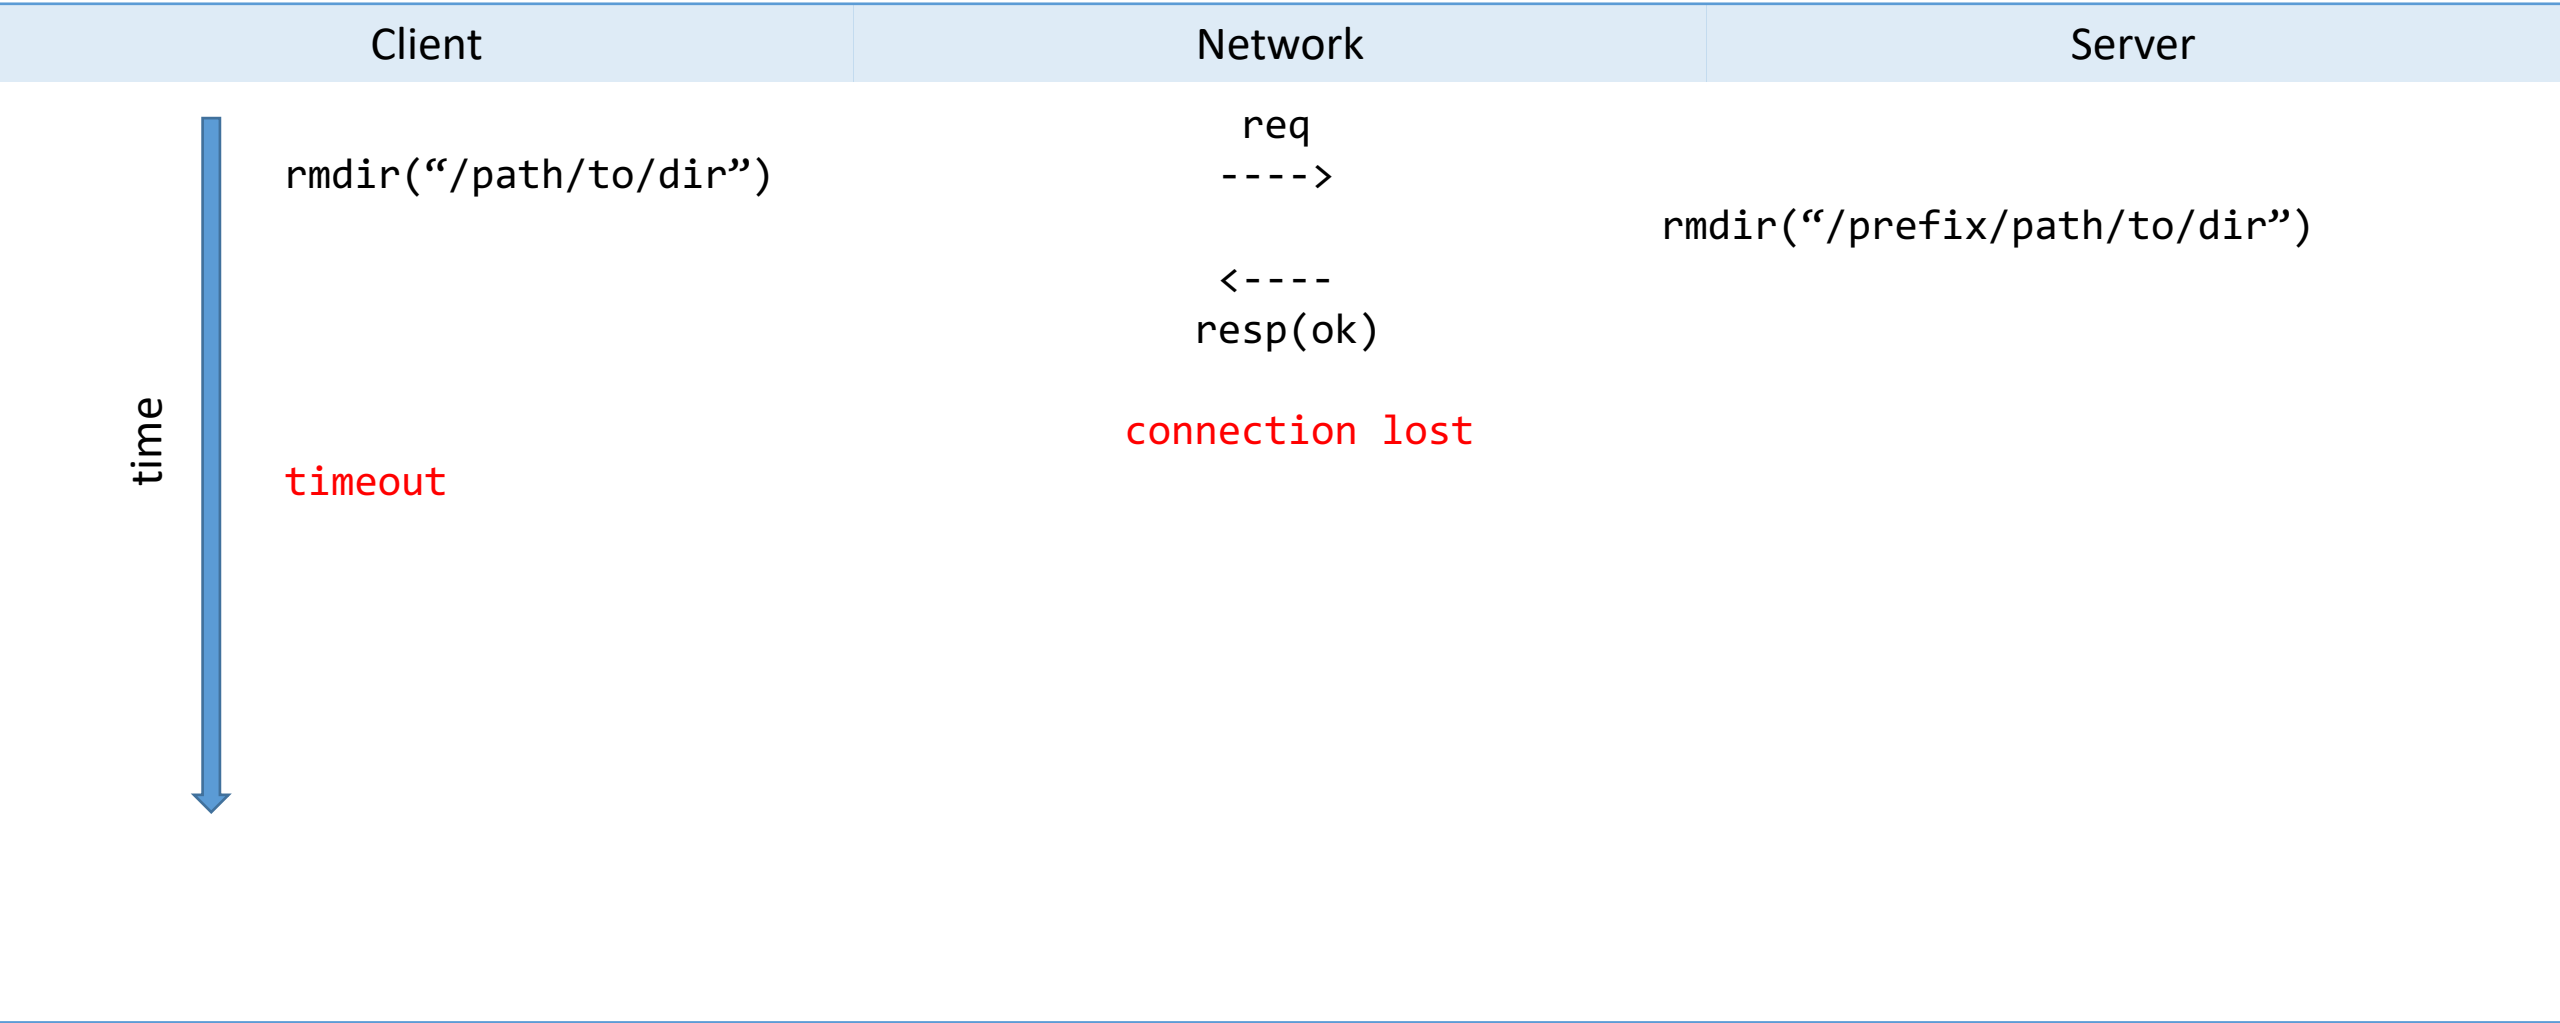 Client Network Server
req
rmdir(“/path/to/dir”) ---->
rmdir(“/prefix/path/to/dir”)
<----
resp(ok)
connection lost
timeout
time